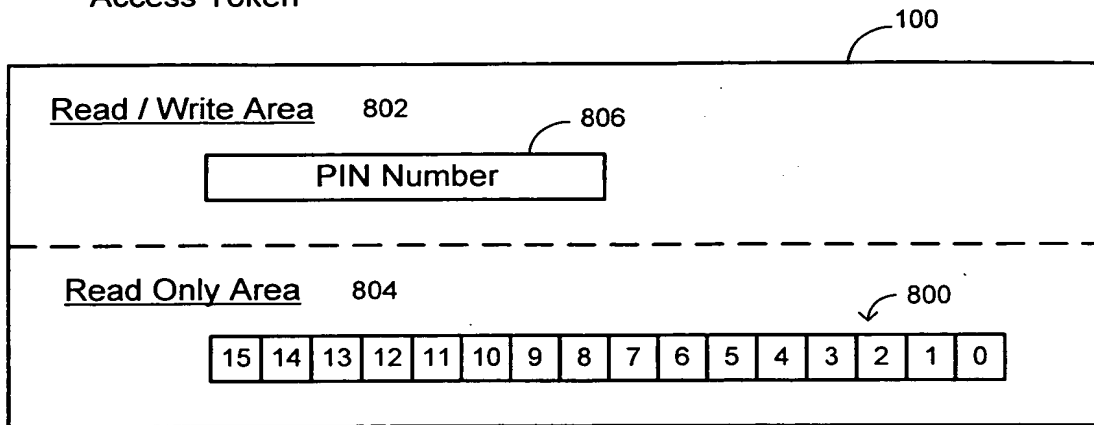 Access Token
100
Read / Write Area 802
806
PIN Number
Read Only Area 804
800
15 14 13 12 11 10 9 8 7 6 5 4 3 2 1 0